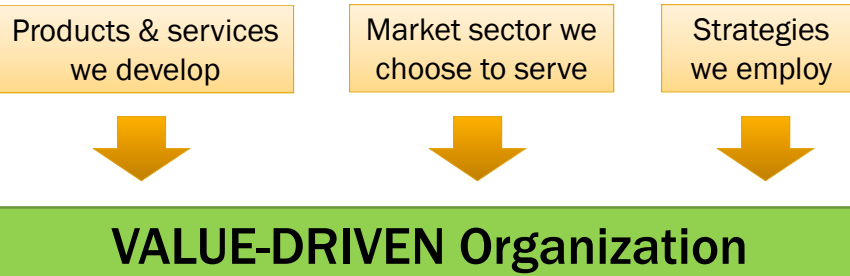 Products & services
we develop
Market sector we
choose to serve
Strategies
we employ
VALUE-DRIVEN Organization